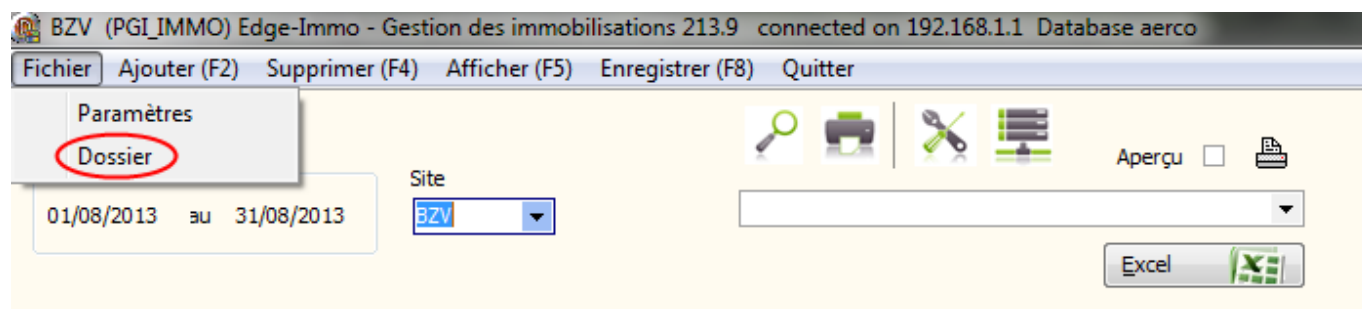 BZV (PGI_IMMO) Edge-Immo - Gestion des immobilisations 213.9 connected on 192.168.1.1 Database aerco
Fichier Ajouter (F2) Supprimer (F4) Afficher (F5) Enregistrer (F8) Quitter
Paramètres
Dossier
Aperçu
Site
01/08/2013 au 31/08/2013 BZV
Excel